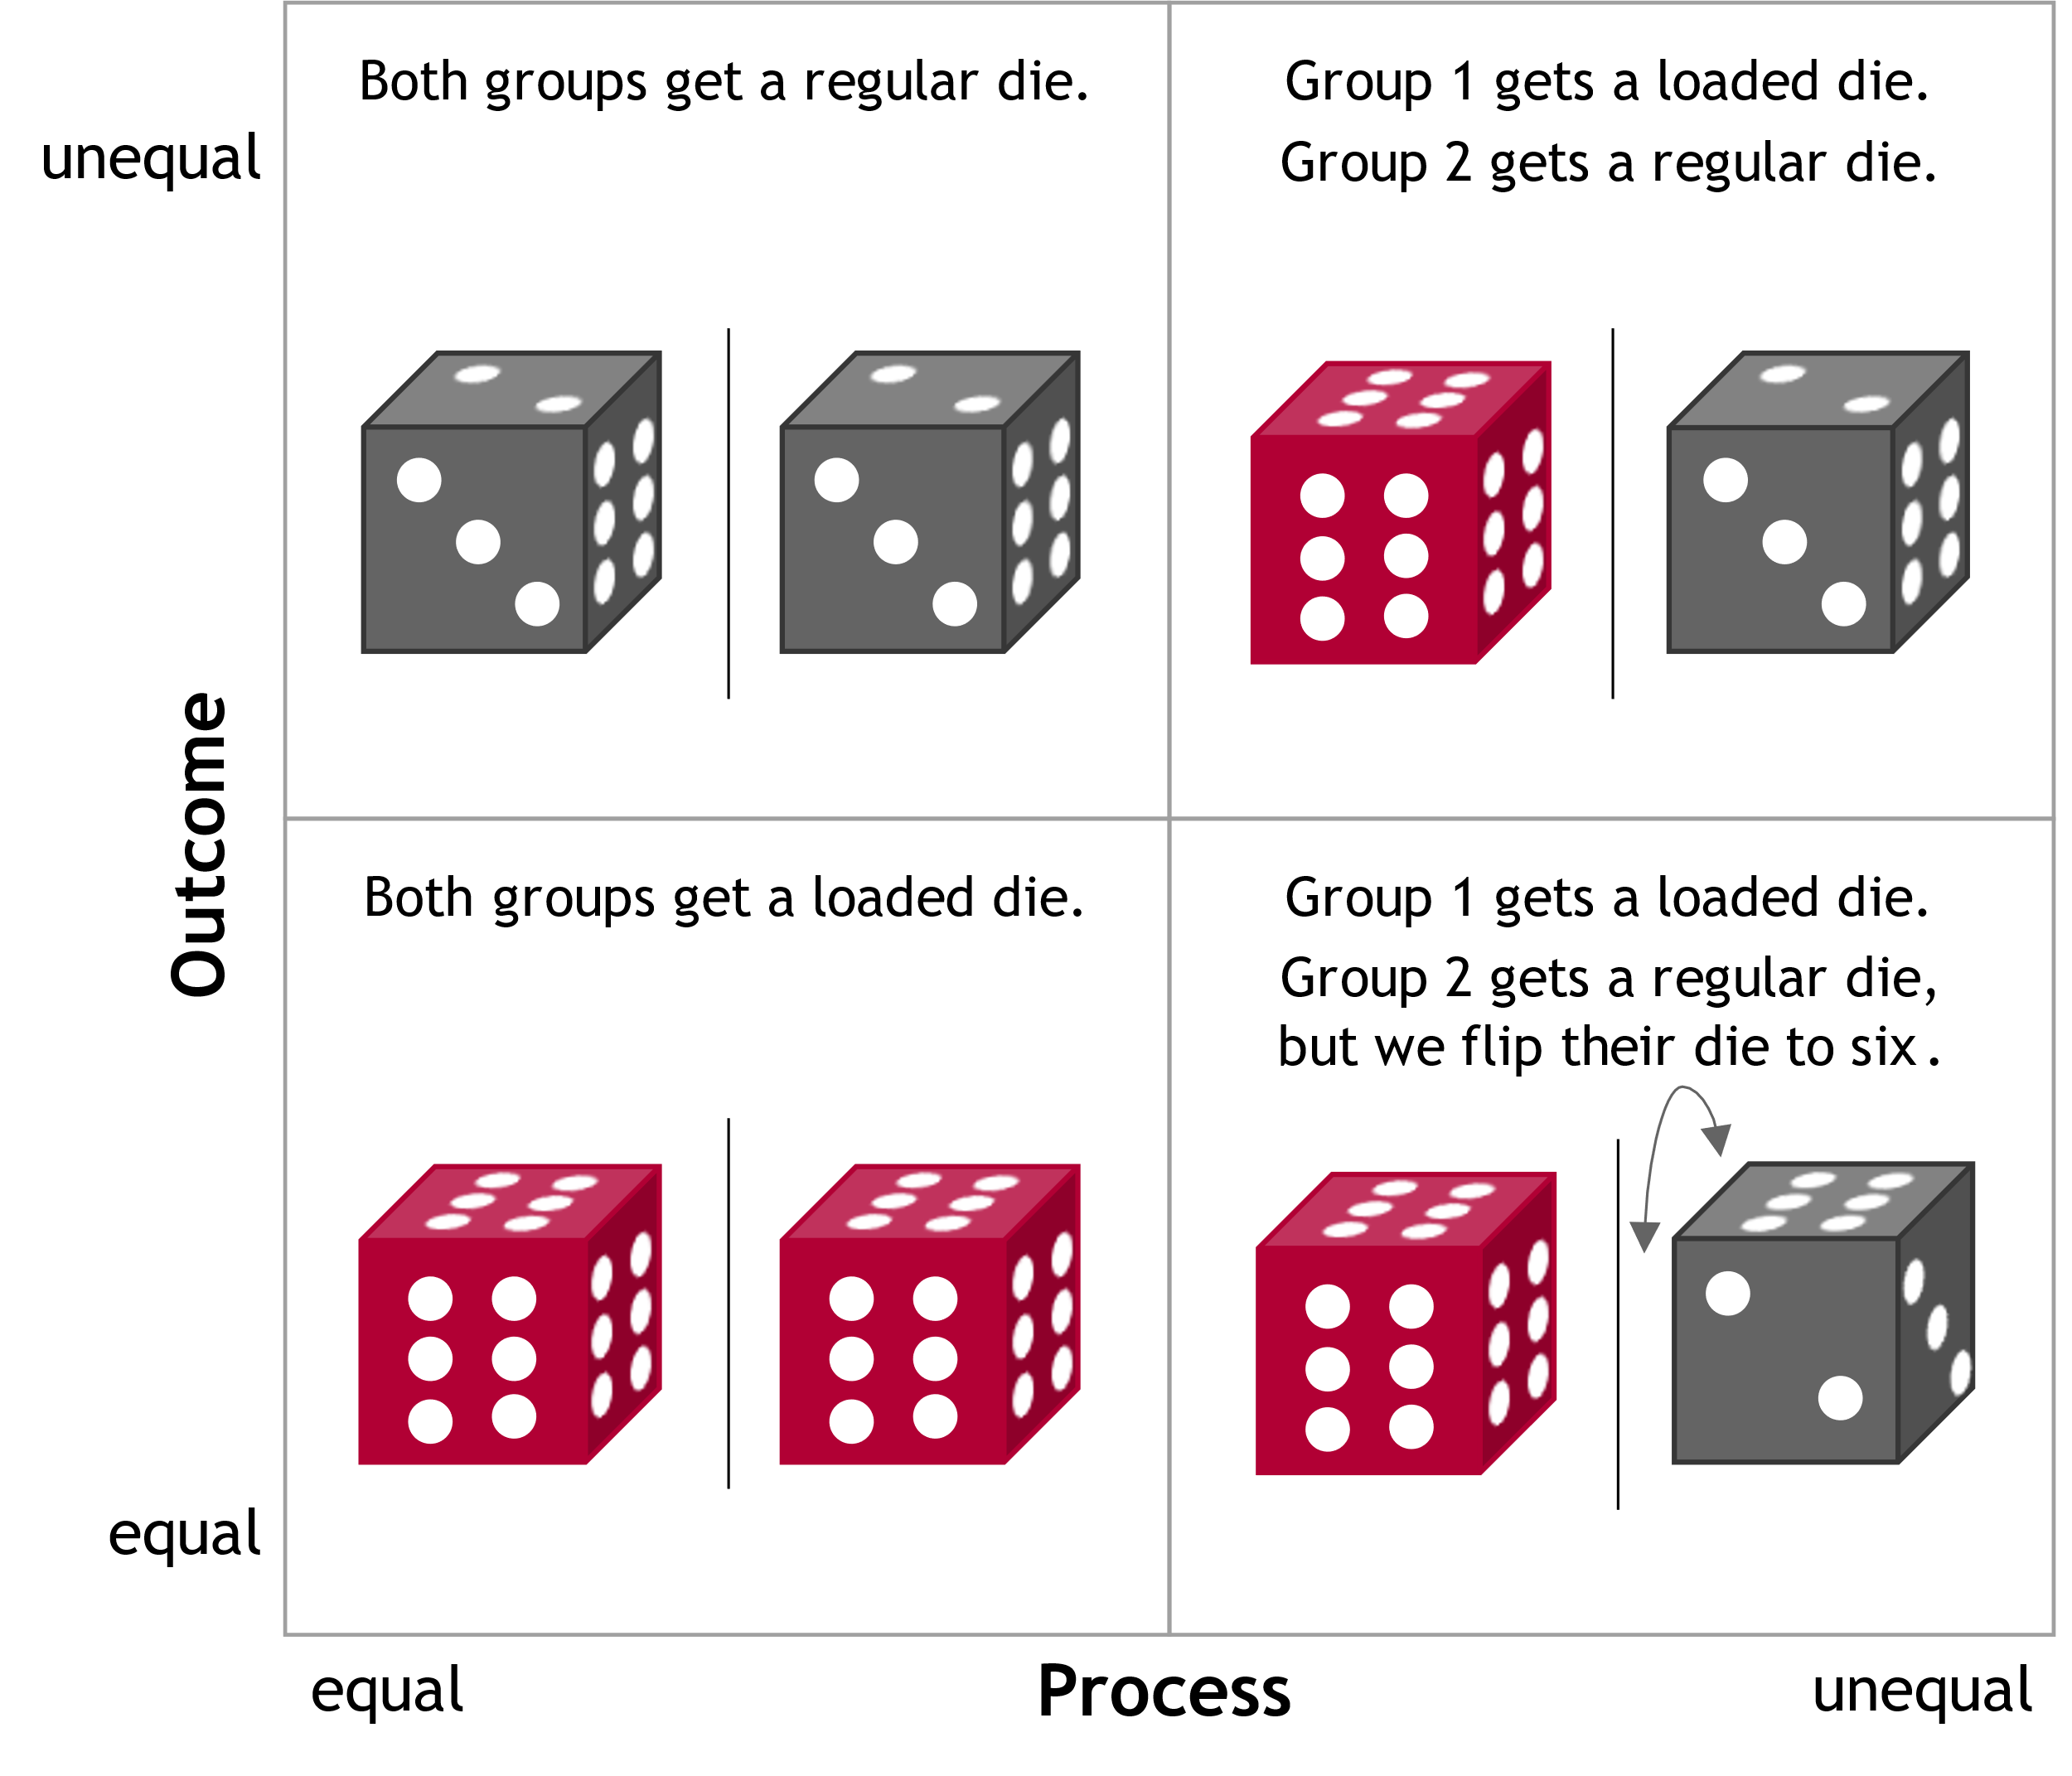 Both groups get a regular die.
Group 1 gets a loaded die.
Group 2 gets a regular die.
unequal
Outcome
Both groups get a loaded die.
Group 1 gets a loaded die.
Group 2 gets a regular die,
but we flip their die to six.
equal
equal
Process
unequal